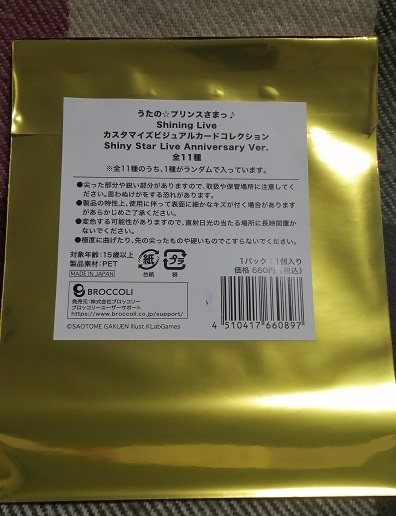 うたの☆プリンスさまっ♪
Shining Live
カスタマイズビジュアルカードコレクション
Shiny Star Live Anniversary Ver.
全11種
※全11種のうち、1種がランダムで入っています。
●尖った部分や鋭い部分がありますので、取扱や保管場所に注意してく
ださい。思わぬけがをする恐れがあります。
●製品の特性上、使用に伴って表面に細かなキズが付く場合があります
があらかじめご了承ください。
●変色する可能性がありますので、直射日光の当たる場所に長時間置か
ないでください。
●極度に曲げたり、先の尖ったものや硬いものでこすらないでください。
対象年齢：15歳以上
製品素材：PET
MADE IN JAPAN
紙
台紙
プラ
袋
1パック：1個入り
価格 660円（税込）
BROCCOLI
発売元：株式会社ブロッコリー
ブロッコリーユーザーサポート
https://www.broccoli.co.jp/support/
©SAOTOME GAKUEN Illust.KLabGames
4 510417 660897